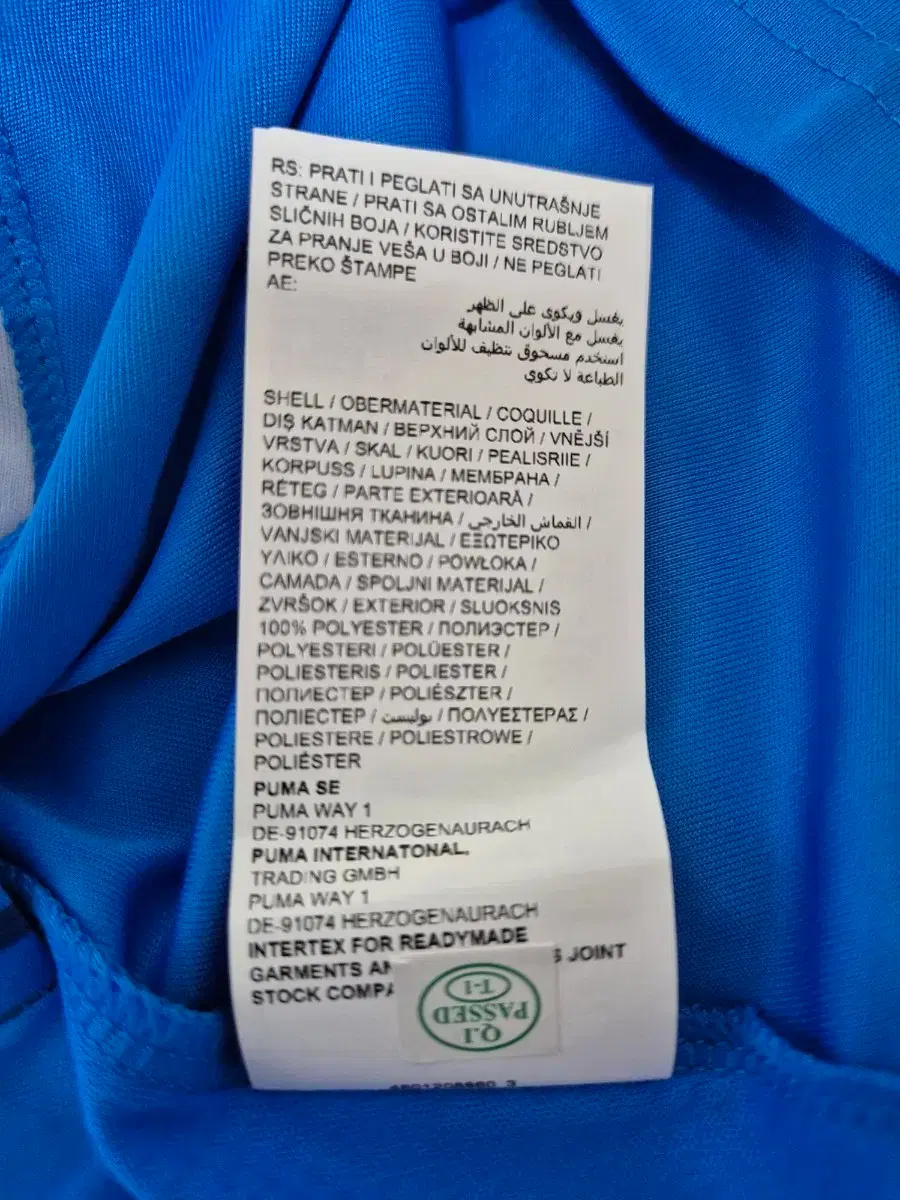 RS: PRATI I PEGLATI SA UNUTRAŠNJE
STRANE / PRATI SA OSTALIM RUBLJEM
SLIČNIH BOJA / KORISTITE SREDSTVO
ZA PRANJE VEŠA U BOJI / NE PEGLATI
PREKO ŠTAMPE
AE:
يغسل ويكوى على الظهر
يغسل مع الألوان المشابهة
استخدم مسحوق تنظيف للألوان
الطباعة لا تكوي
SHELL / OBERMATERIAL / COQUILLE /
DIŞ KATMAN / ВЕРХНИЙ СЛОЙ / VNĚJŠÍ
VRSTVA / SKAL / KUORI / PEALISRIIE /
KORPUSS / LUPINA / МЕМБРАНА /
RÉTEG / PARTE EXTERIOARĂ /
ЗОВНІШНЯ ТКАНИНА / القماش الخارجي /
VANJSKI MATERIJAL / ΕΞΩΤΕΡΙΚΟ
ΥΛΙΚΟ / ESTERNO / POWŁOKA /
CAMADA / SPOLJNI MATERIJAL /
ZVRŠOK / EXTERIOR / SLUOKSNIS
100% POLYESTER / ПОЛИЭСТЕР /
POLYESTERI / POLÜESTER /
POLIESTERIS / POLIESTER /
ПОЛИЕСТЕР / POLIÉSZTER /
ПОЛІЕСТЕР / بوليست / ΠΟΛΥΕΣΤΕΡΑΣ /
POLIESTERE / POLIESTROWE /
POLIÉSTER
PUMA SE
PUMA WAY 1
DE-91074 HERZOGENAURACH
PUMA INTERNATONAL.
TRADING GMBH
PUMA WAY 1
DE-91074 HERZOGENAURACH
INTERTEX FOR READYMADE
GARMENTS S JOINT
STOCK
Q.I
PASSED
T-1